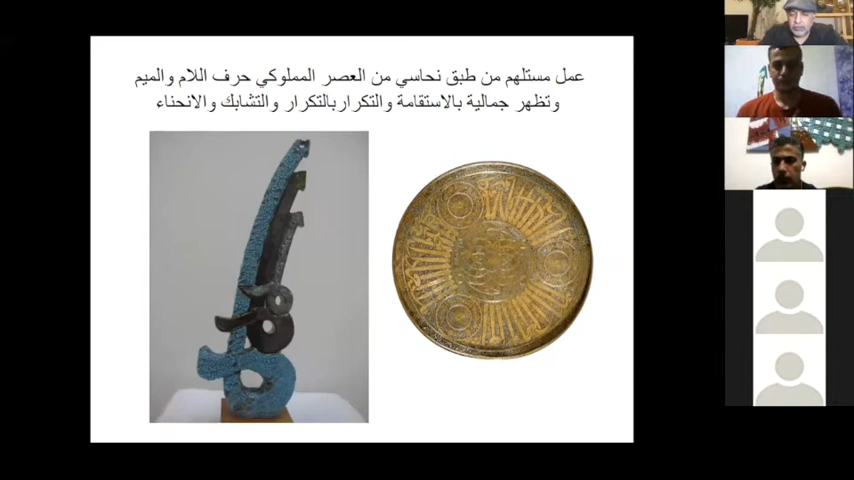 عمل مستلهم من طبق نحاسي من العصر المملوكي حرف اللام والميم
وتظهر جمالية بالاستقامة والتكراربالتكرار والتشابك والانحناء